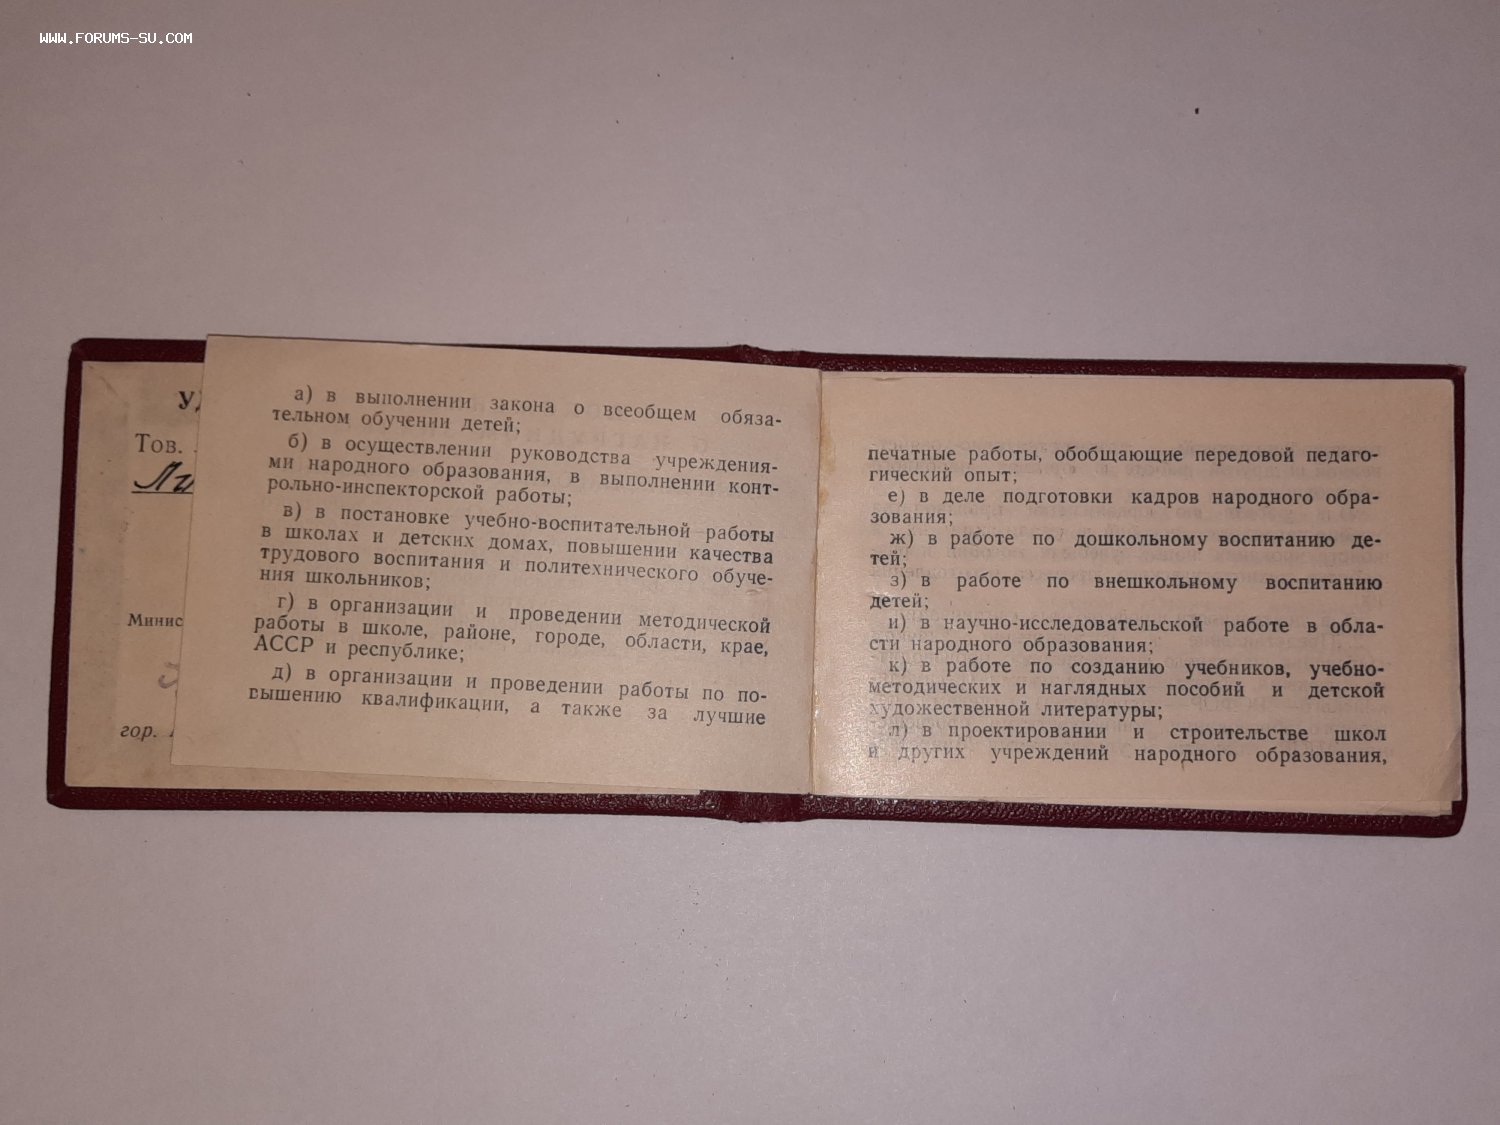 WWW.FORUMS-SU.COM
Тов.
Ли
Минис
гор.
а) в выполнении закона о всеобщем обяза-
тельном обучении детей;
б) в осуществлении руководства учреждения-
ми народного образования, в выполнении конт-
рольно-инспекторской работы;
в) в постановке учебно-воспитательной работы
в школах и детских домах, повышении качества
трудового воспитания и политехнического обуче-
ния школьников;
г) в организации и проведении методической
работы в школе, районе, городе, области, крае,
АССР и республике;
д) в организации и проведении работы по по-
вышению квалификации, а также за лучшие
печатные работы, обобщающие передовой педаго-
гический опыт;
е) в деле подготовки кадров народного обра-
зования;
ж) в работе по дошкольному воспитанию де-
тей;
з) в работе по внешкольному воспитанию
детей;
и) в научно-исследовательской работе в обла-
сти народного образования;
к) в работе по созданию учебников, учебно-
методических и наглядных пособий и детской
художественной литературы;
л) в проектировании и строительстве школ
и других учреждений народного образования,